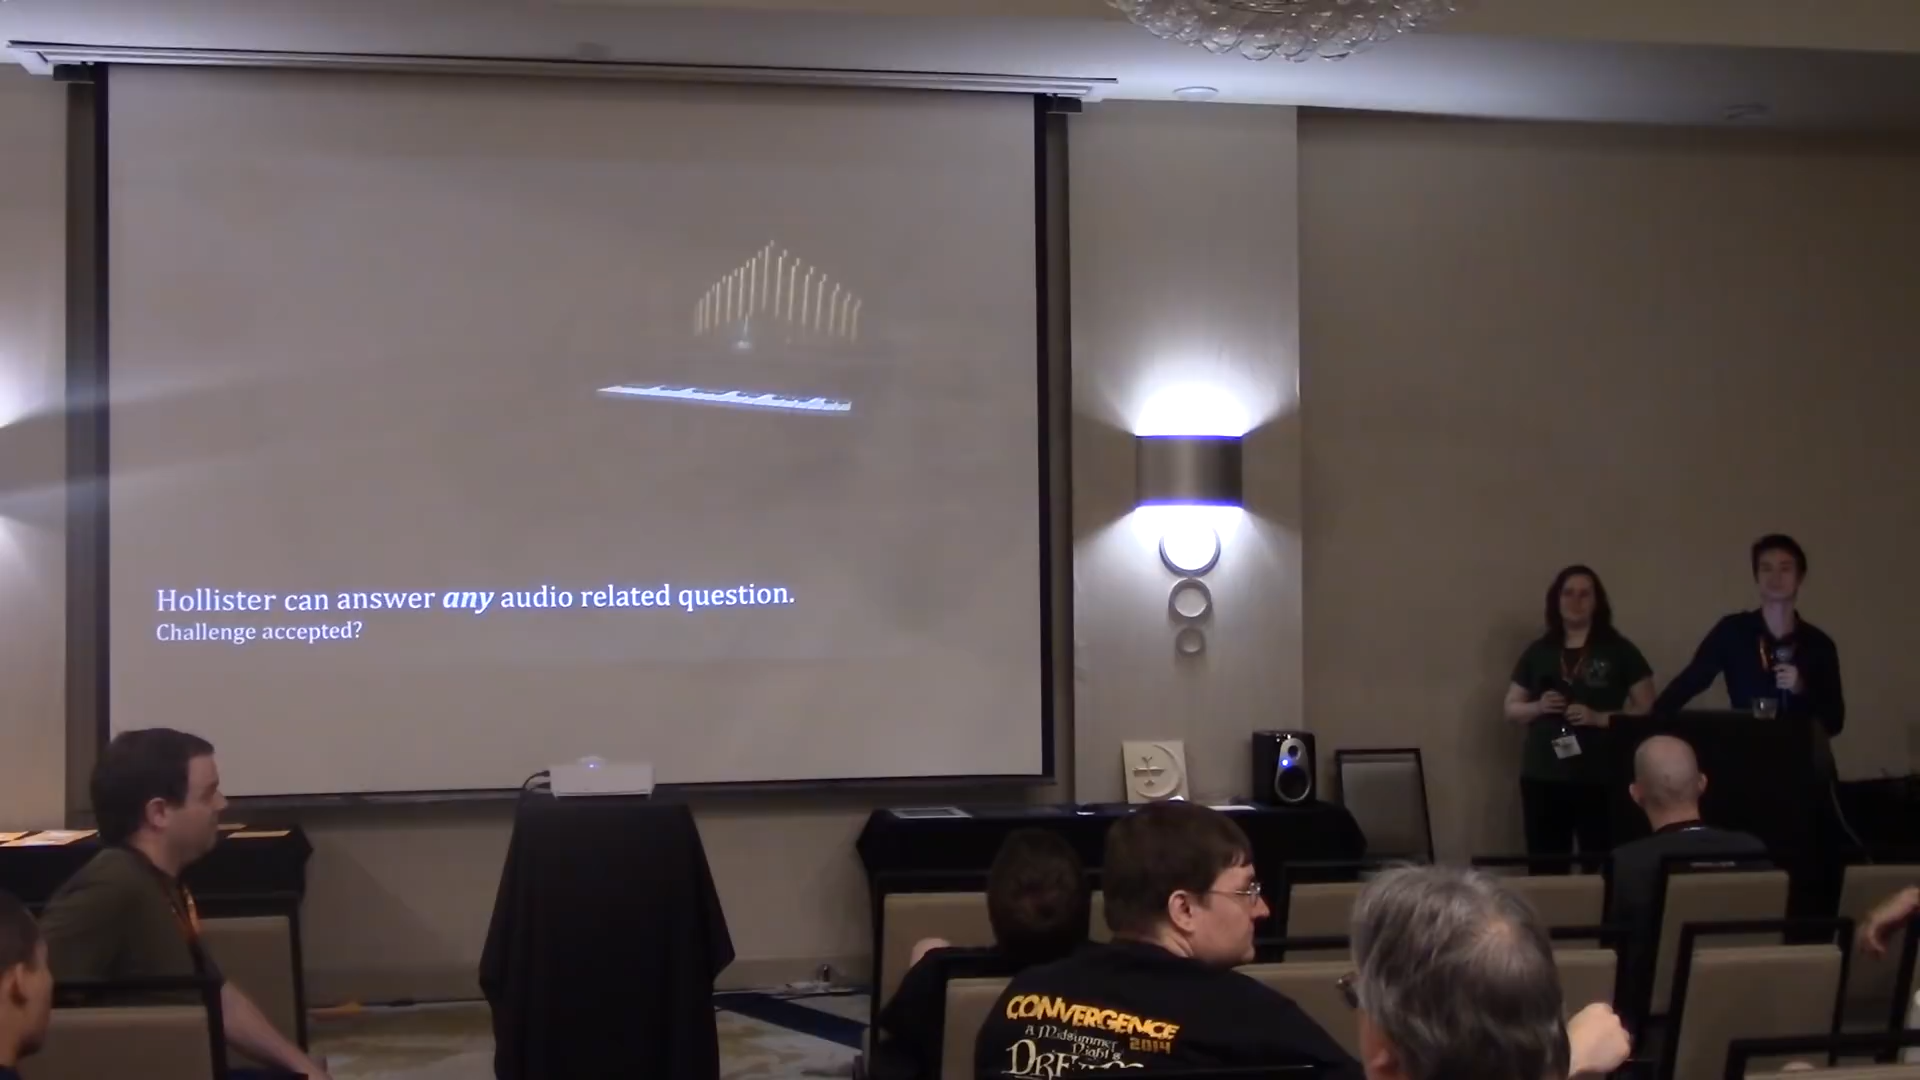 Hollister can answer any audio related question.
Challenge accepted?
CONVERGENCE
2014
A Midsummer
Night's